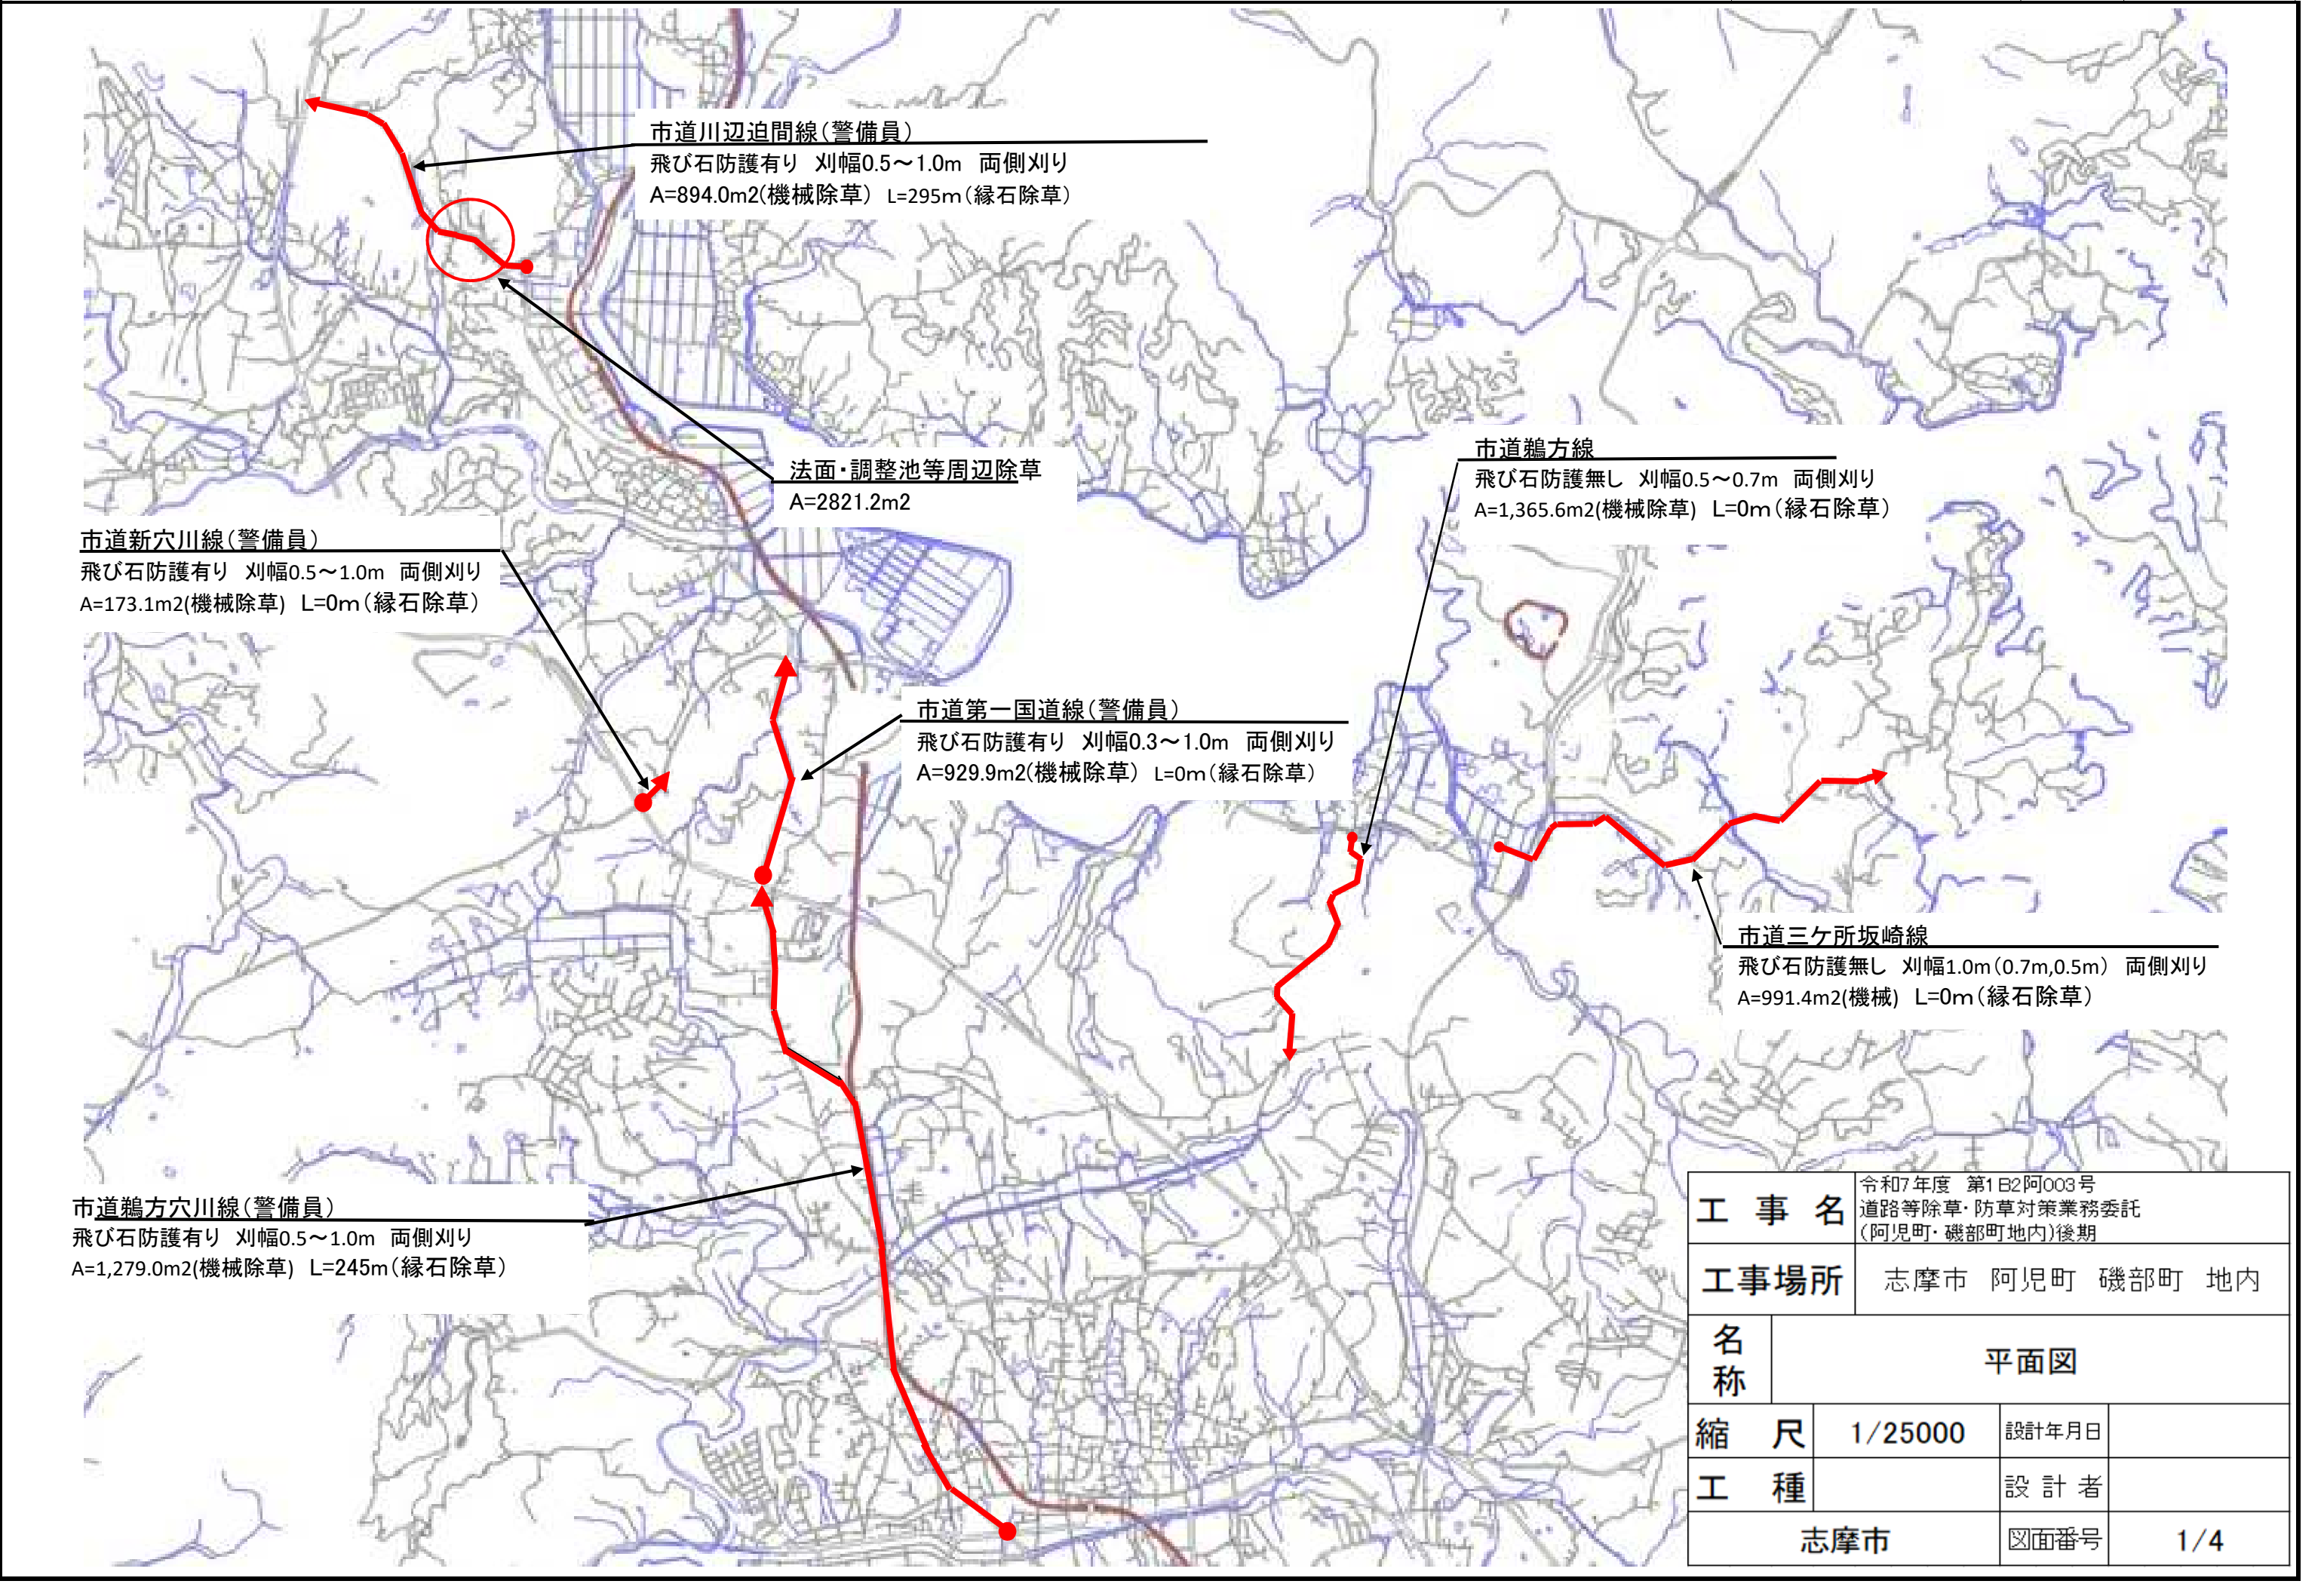 市道川辺迫間線(警備員)
飛び石防護有り 刈幅0.5～1.0m 両側刈り
A=894.0m2(機械除草) L=295m(縁石除草)
法面・調整池等周辺除草
A=2821.2m2
市道鵜方線
飛び石防護無し 刈幅0.5～0.7m 両側刈り
A=1,365.6m2(機械除草) L=0m(縁石除草)
市道新穴川線(警備員)
飛び石防護有り 刈幅0.5～1.0m 両側刈り
A=173.1m2(機械除草) L=0m(縁石除草)
市道第一国道線(警備員)
飛び石防護有り 刈幅0.3～1.0m 両側刈り
A=929.9m2(機械除草) L=0m(縁石除草)
市道三ケ所坂崎線
飛び石防護無し 刈幅1.0m(0.7m,0.5m) 両側刈り
A=991.4m2(機械) L=0m(縁石除草)
市道鵜方穴川線(警備員)
飛び石防護有り 刈幅0.5～1.0m 両側刈り
A=1,279.0m2(機械除草) L=245m(縁石除草)
工事名 令和7年度 第1日2阿003号
道路等除草・防草対策業務委託
(阿児町・磯部町地内)後期
工事場所 志摩市 阿児町 磯部町 地内
名称 平面図
縮尺 1/25000 設計年月日
工種 設計者
志摩市 図面番号 1/4